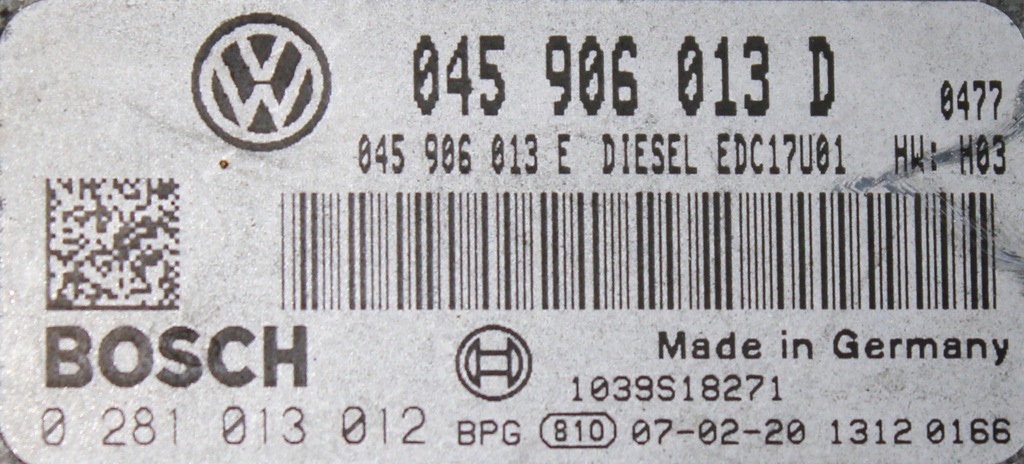 045 906 013 D 0477
045 906 013 E DIESEL EDC17U01 HW: H03
BOSCH
Made in Germany
1039S18271
0 281 013 012 BPG 810 07-02-20 1312 0166